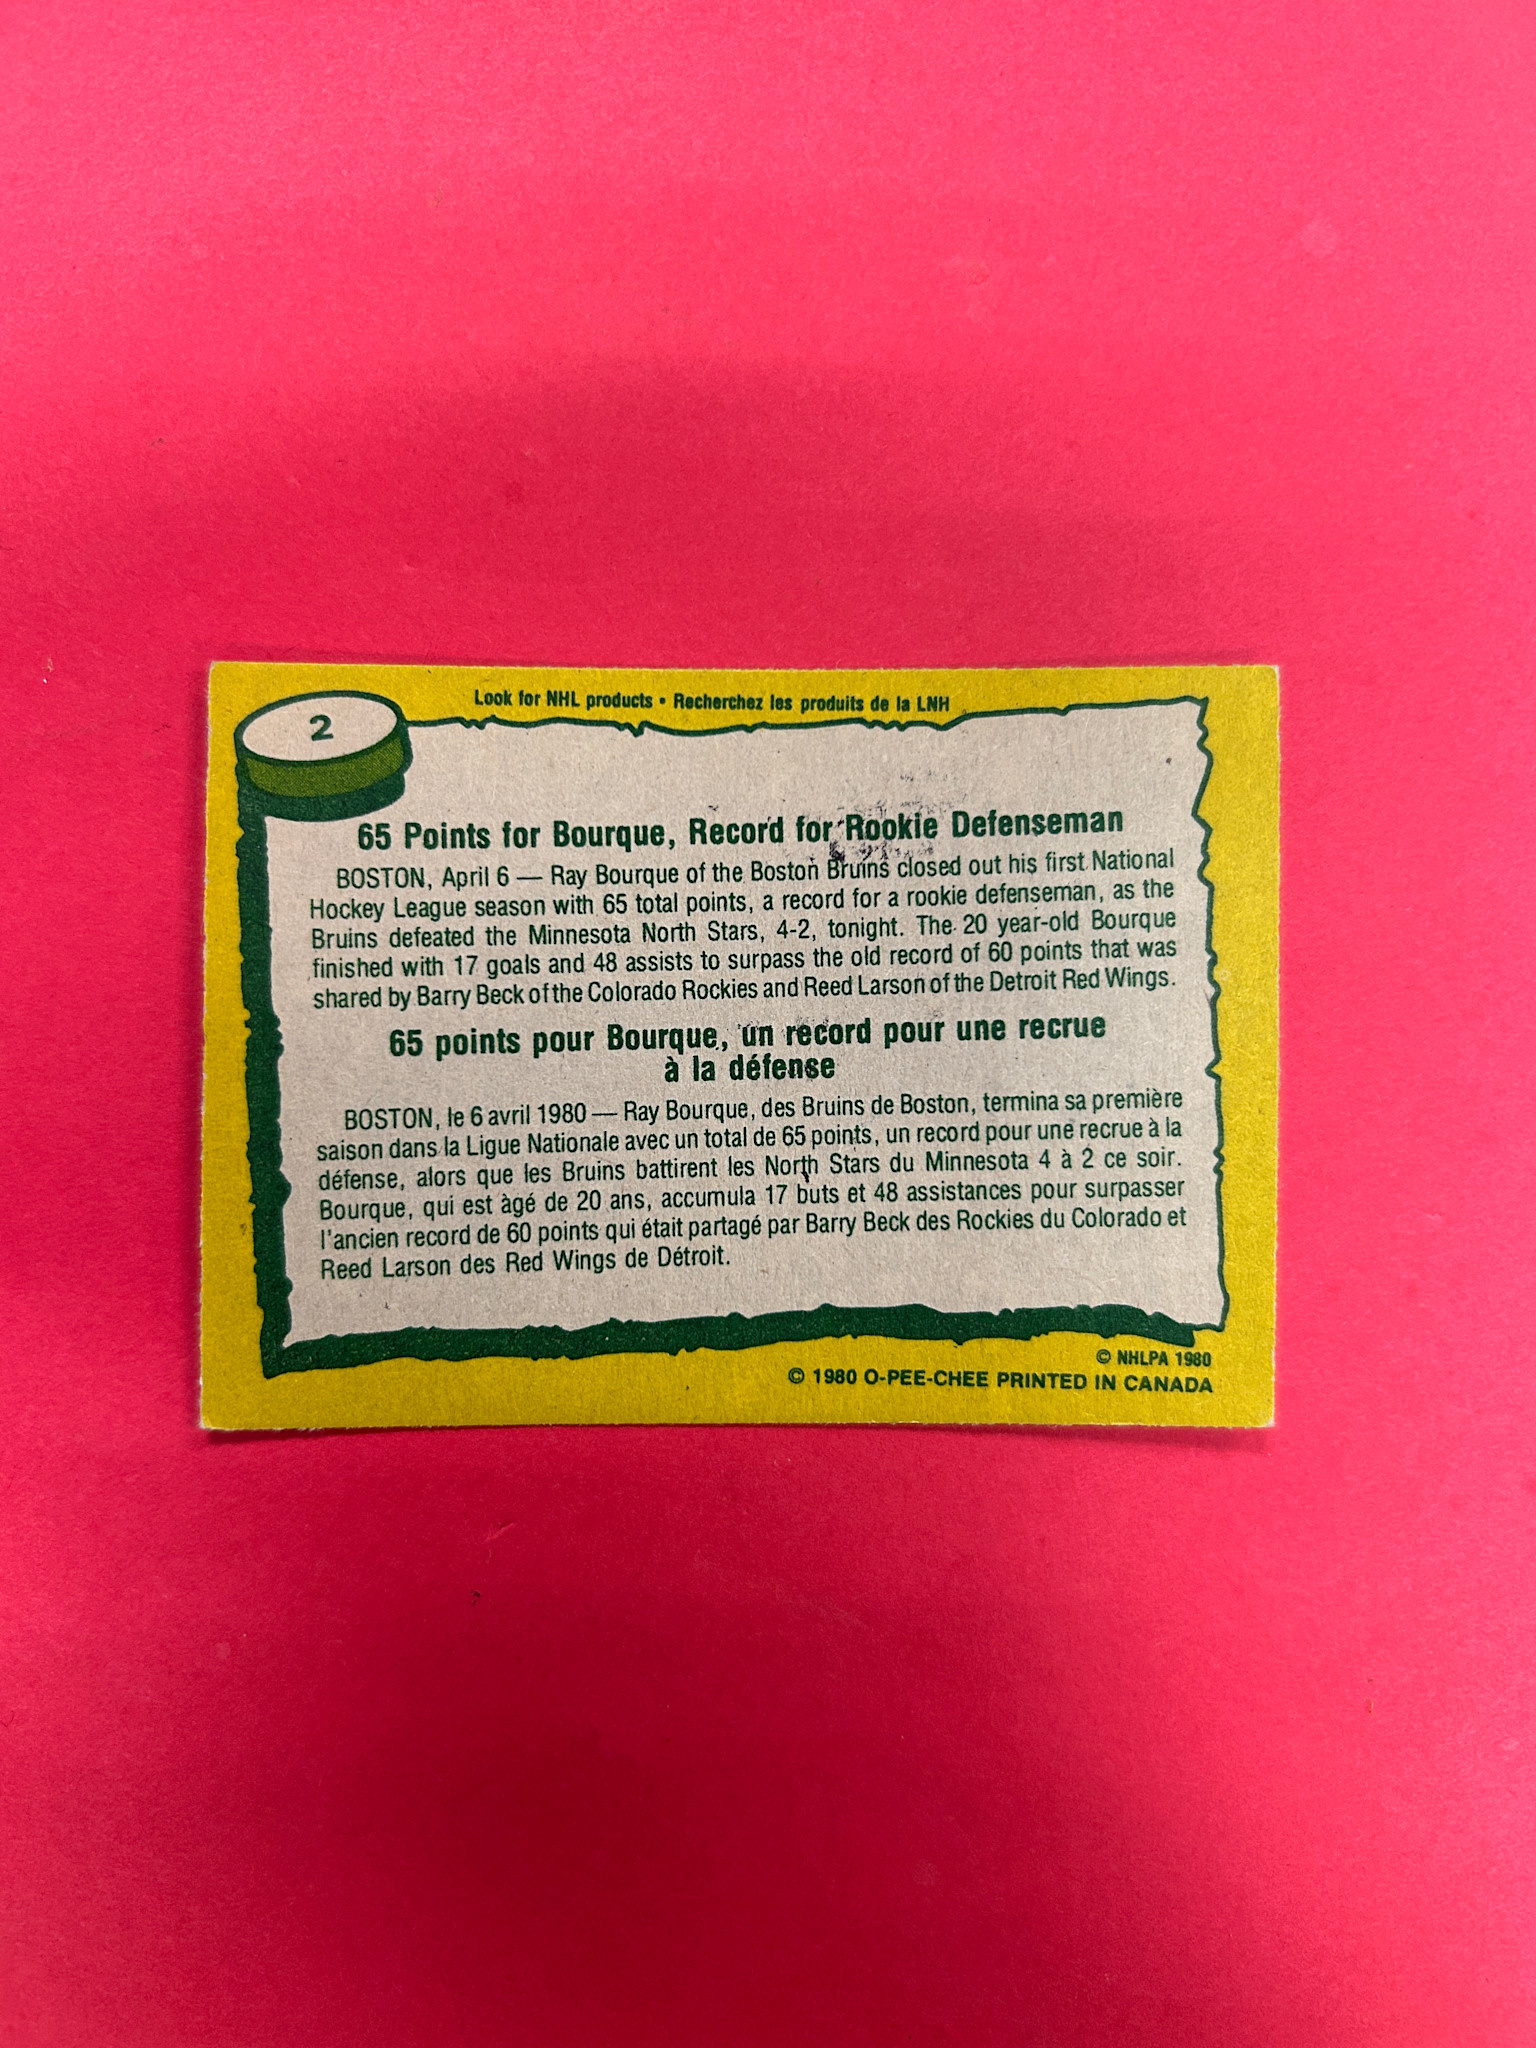 Look for NHL products • Recherchez les produits de la LNH
2
65 Points for Bourque, Record for Rookie Defenseman
BOSTON, April 6 — Ray Bourque of the Boston Bruins closed out his first National
Hockey League season with 65 total points, a record for a rookie defenseman, as the
Bruins defeated the Minnesota North Stars, 4-2, tonight. The 20 year-old Bourque
finished with 17 goals and 48 assists to surpass the old record of 60 points that was
shared by Barry Beck of the Colorado Rockies and Reed Larson of the Detroit Red Wings.
65 points pour Bourque, un record pour une recrue
à la défense
BOSTON, le 6 avril 1980 — Ray Bourque, des Bruins de Boston, termina sa première
saison dans la Ligue Nationale avec un total de 65 points, un record pour une recrue à la
défense, alors que les Bruins battirent les North Stars du Minnesota 4 à 2 ce soir.
Bourque, qui est àgé de 20 ans, accumula 17 buts et 48 assistances pour surpasser
l'ancien record de 60 points qui était partagé par Barry Beck des Rockies du Colorado et
Reed Larson des Red Wings de Détroit.
© NHLPA 1980
© 1980 O-PEE-CHEE PRINTED IN CANADA